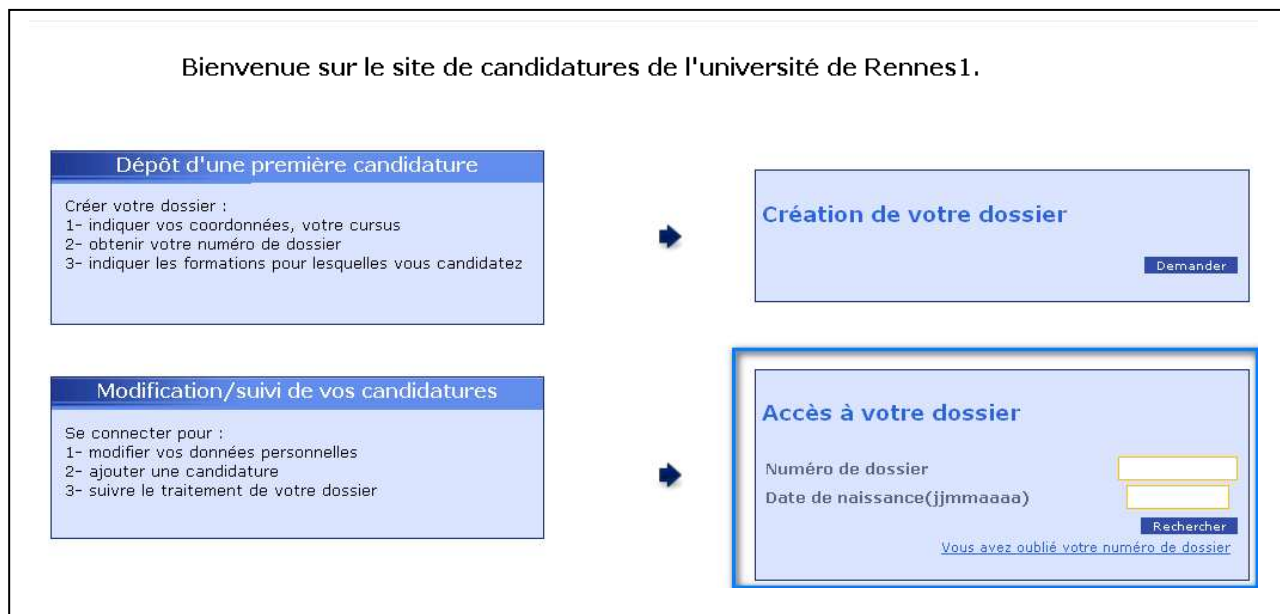 Bienvenue sur le site de candidatures de l'université de Rennes1.
Dépôt d'une première candidature
Créer votre dossier :
1- indiquer vos coordonnées, votre cursus
2- obtenir votre numéro de dossier
3- indiquer les formations pour lesquelles vous candidatez
Création de votre dossier
Demander
Modification/suivi de vos candidatures
Se connecter pour :
1- modifier vos données personnelles
2- ajouter une candidature
3- suivre le traitement de votre dossier
Accès à votre dossier
Numéro de dossier
Date de naissance(jjmmaaaa)
Rechercher
Vous avez oublié votre numéro de dossier